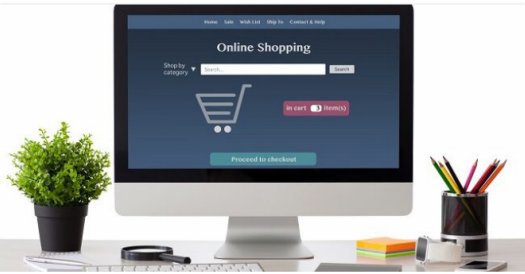 Home Sale Wish List Ship To Contact & Help
Online Shopping
Shop by
category
Search... Search
in cart 3 item(s)
Proceed to checkout